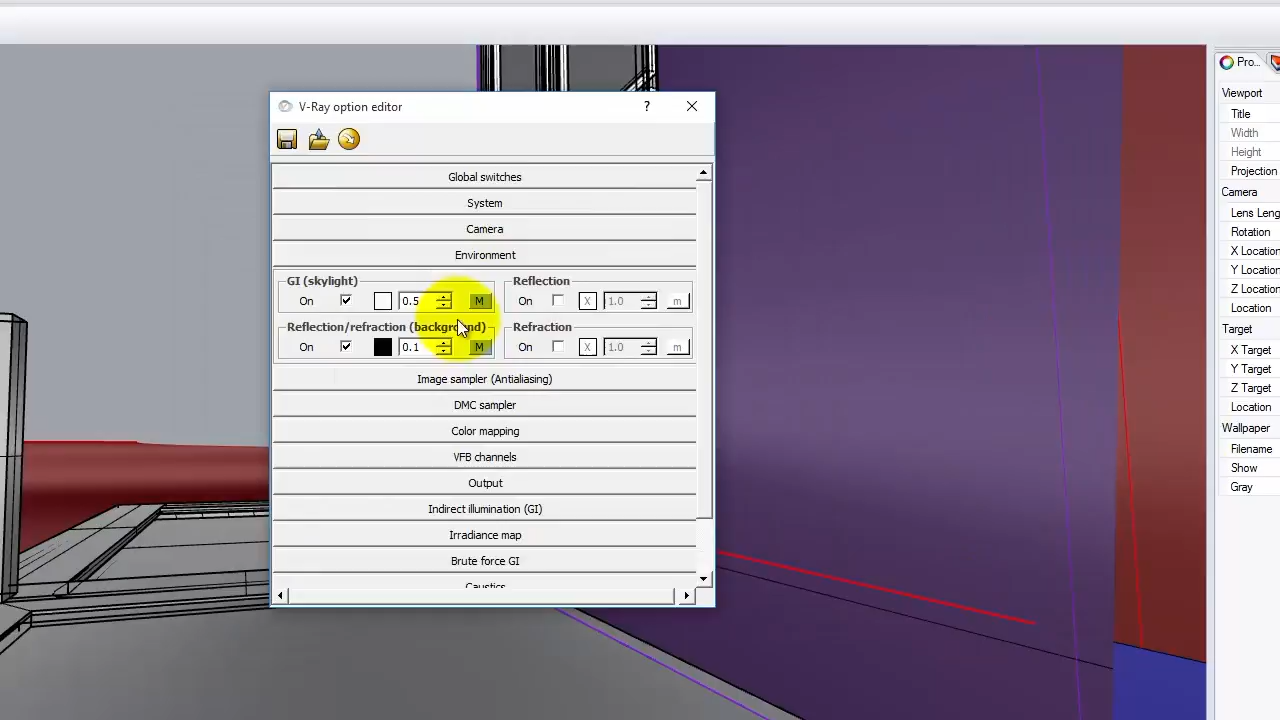 V-Ray option editor
?
Pro...
Viewport
Title
Width
Height
Projection
Camera
Lens Leng
Rotation
X Location
Y Location
Z Location
Location
Target
X Target
Y Target
Z Target
Location
Wallpaper
Filename
Show
Gray
Global switches
System
Camera
Environment
GI (skylight)
On 0.5 M
Reflection
On X 1.0 m
Reflection/refraction (background)
On 0.1 M
Refraction
On X 1.0 m
Image sampler (Antialiasing)
DMC sampler
Color mapping
VFB channels
Output
Indirect illumination (GI)
Irradiance map
Brute force GI
Caustics